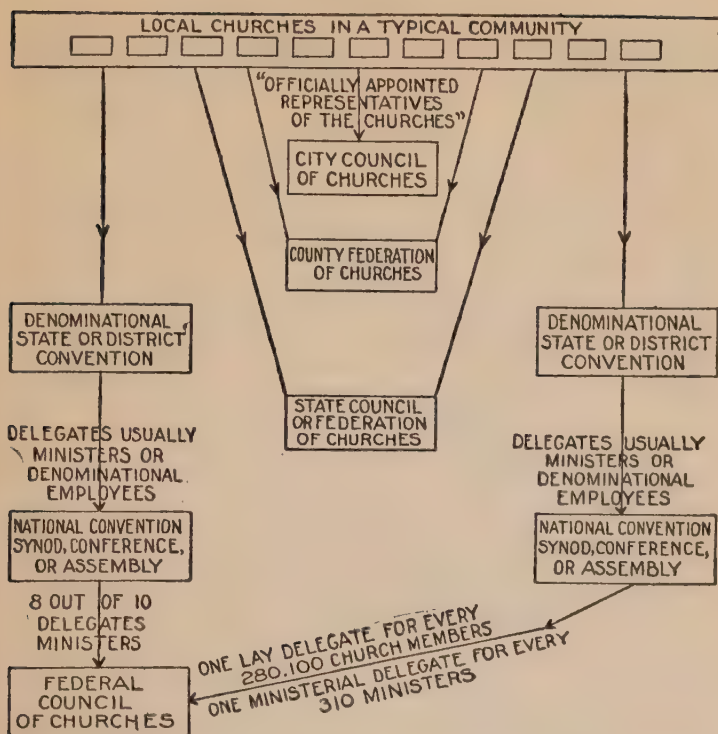 LOCAL CHURCHES IN A TYPICAL COMMUNITY
"OFFICIALLY APPOINTED
REPRESENTATIVES
OF THE CHURCHES"
CITY COUNCIL
OF CHURCHES
COUNTY FEDERATION
OF CHURCHES
DENOMINATIONAL
STATE OR DISTRICT
CONVENTION
DENOMINATIONAL
STATE OR DISTRICT
CONVENTION
STATE COUNCIL
OR FEDERATION
OF CHURCHES
DELEGATES USUALLY
MINISTERS OR
DENOMINATIONAL
EMPLOYEES
DELEGATES USUALLY
MINISTERS OR
DENOMINATIONAL
EMPLOYEES
NATIONAL CONVENTION
SYNOD, CONFERENCE,
OR ASSEMBLY
NATIONAL CONVENTION
SYNOD, CONFERENCE,
OR ASSEMBLY
8 OUT OF 10
DELEGATES
MINISTERS
ONE LAY DELEGATE FOR EVERY
280.100 CHURCH MEMBERS
ONE MINISTERIAL DELEGATE FOR EVERY
310 MINISTERS
FEDERAL
COUNCIL
OF CHURCHES